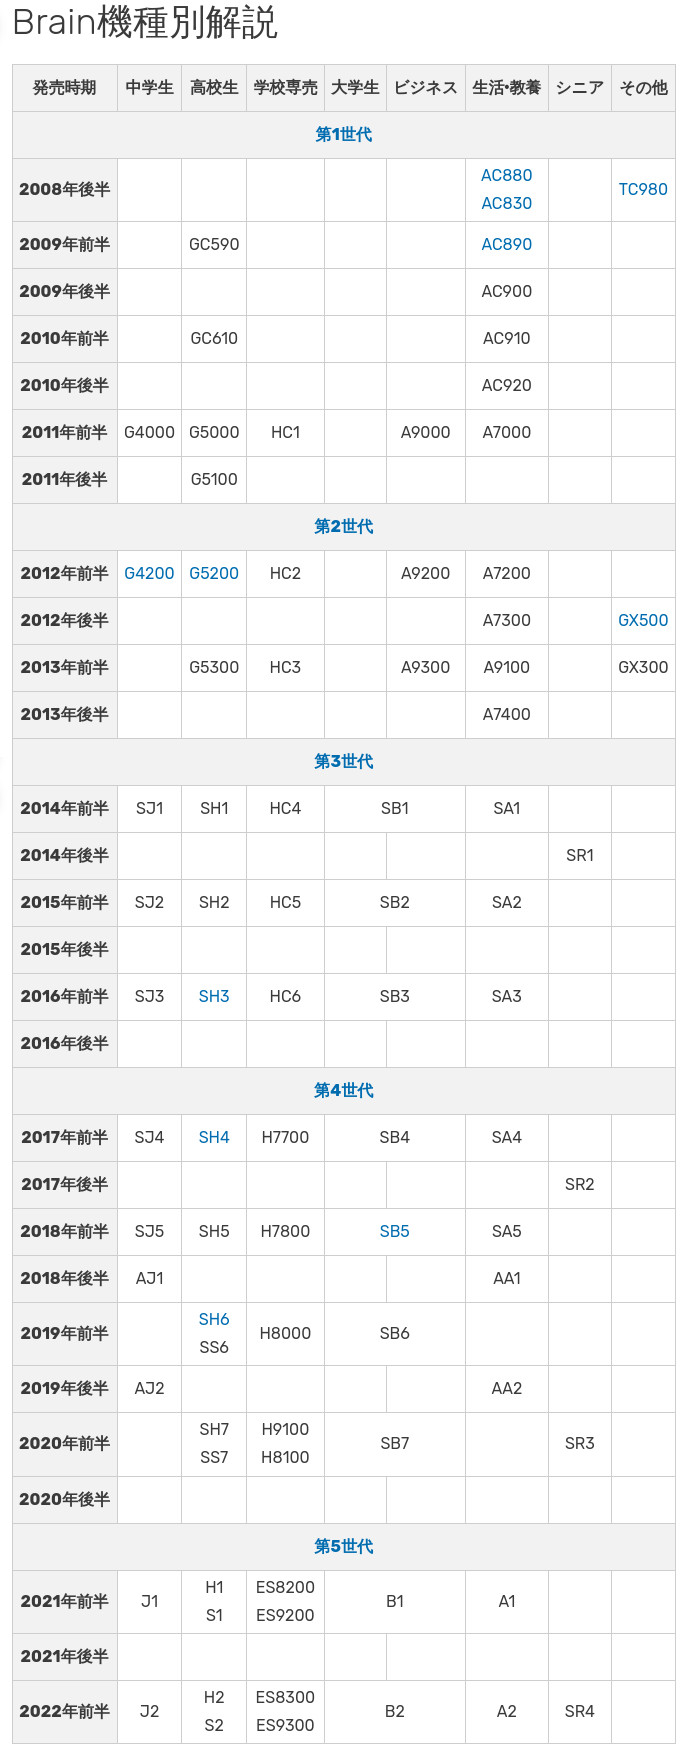 Brain機種別解説
発売時期 中学生 高校生 学校専売 大学生 ビジネス 生活・教養 シニア その他
第1世代
2008年後半 AC880 AC830 TC980
2009年前半 GC590 AC890
2009年後半 AC900
2010年前半 GC610 AC910
2010年後半 AC920
2011年前半 G4000 G5000 HC1 A9000 A7000
2011年後半 G5100
第2世代
2012年前半 G4200 G5200 HC2 A9200 A7200
2012年後半 A7300 GX500
2013年前半 G5300 HC3 A9300 A9100 GX300
2013年後半 A7400
第3世代
2014年前半 SJ1 SH1 HC4 SB1 SA1
2014年後半 SR1
2015年前半 SJ2 SH2 HC5 SB2 SA2
2015年後半
2016年前半 SJ3 SH3 HC6 SB3 SA3
2016年後半
第4世代
2017年前半 SJ4 SH4 H7700 SB4 SA4
2017年後半 SR2
2018年前半 SJ5 SH5 H7800 SB5 SA5
2018年後半 AJ1 AA1
2019年前半 SH6 SS6 H8000 SB6
2019年後半 AJ2 AA2
2020年前半 SH7 SS7 H9100 H8100 SB7 SR3
2020年後半
第5世代
2021年前半 J1 H1 S1 ES8200 ES9200 B1 A1
2021年後半
2022年前半 J2 H2 S2 ES8300 ES9300 B2 A2 SR4